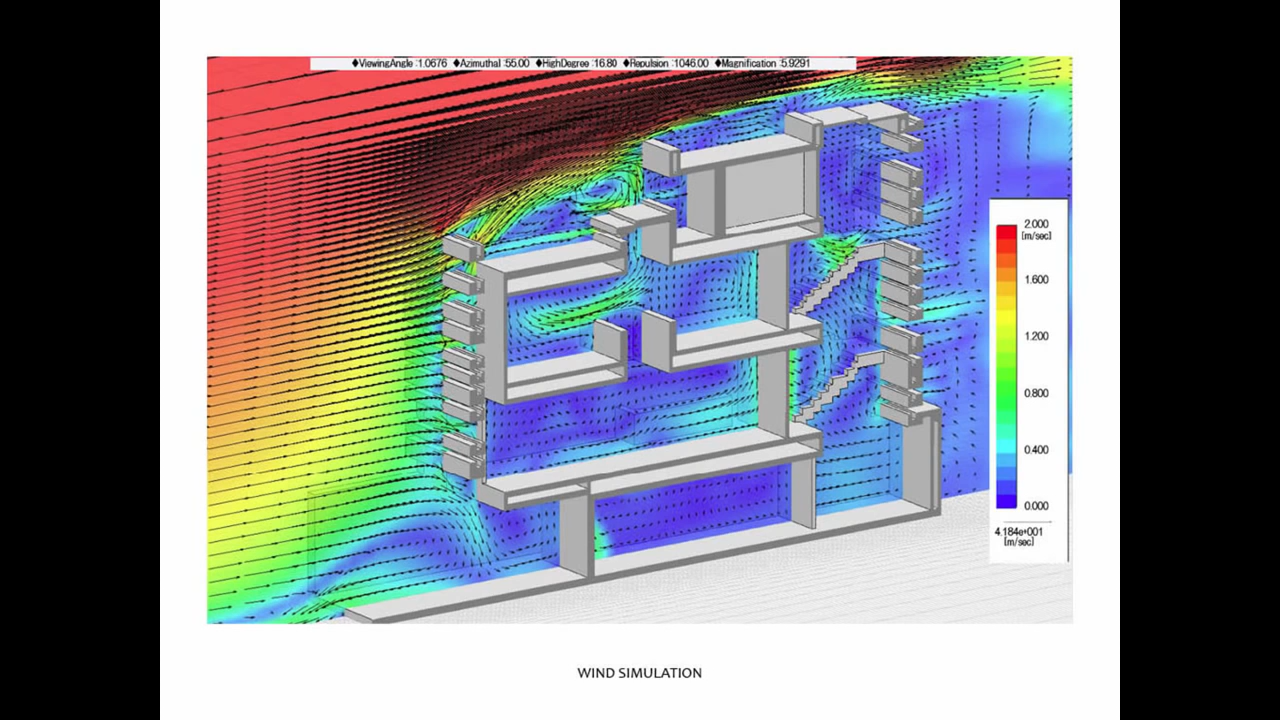 ◆ViewingAngle :1.0676 ◆Azimuthal :55.00 ◆HighDegree :16.80 ◆Repulsion :1046.00 ◆Magnification :5.9291
2.000
[m/sec]
1.600
1.200
0.800
0.400
0.000
4.184e+001
[m/sec]
WIND SIMULATION